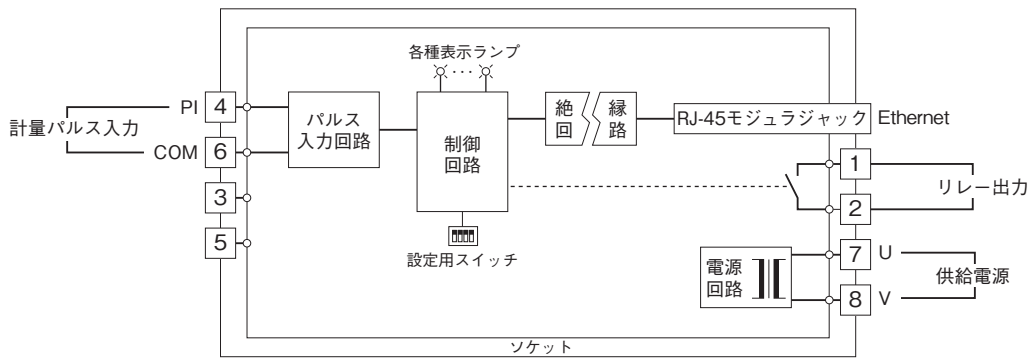 各種表示ランプ
計量パルス入力
PI
4
COM
6
3
5
パルス
入力回路
制御
回路
設定用スイッチ
絶
回
縁
路
RJ-45モジュラジャック
Ethernet
1
2
リレー出力
電源
回路
7
U
8
V
供給電源
ソケット